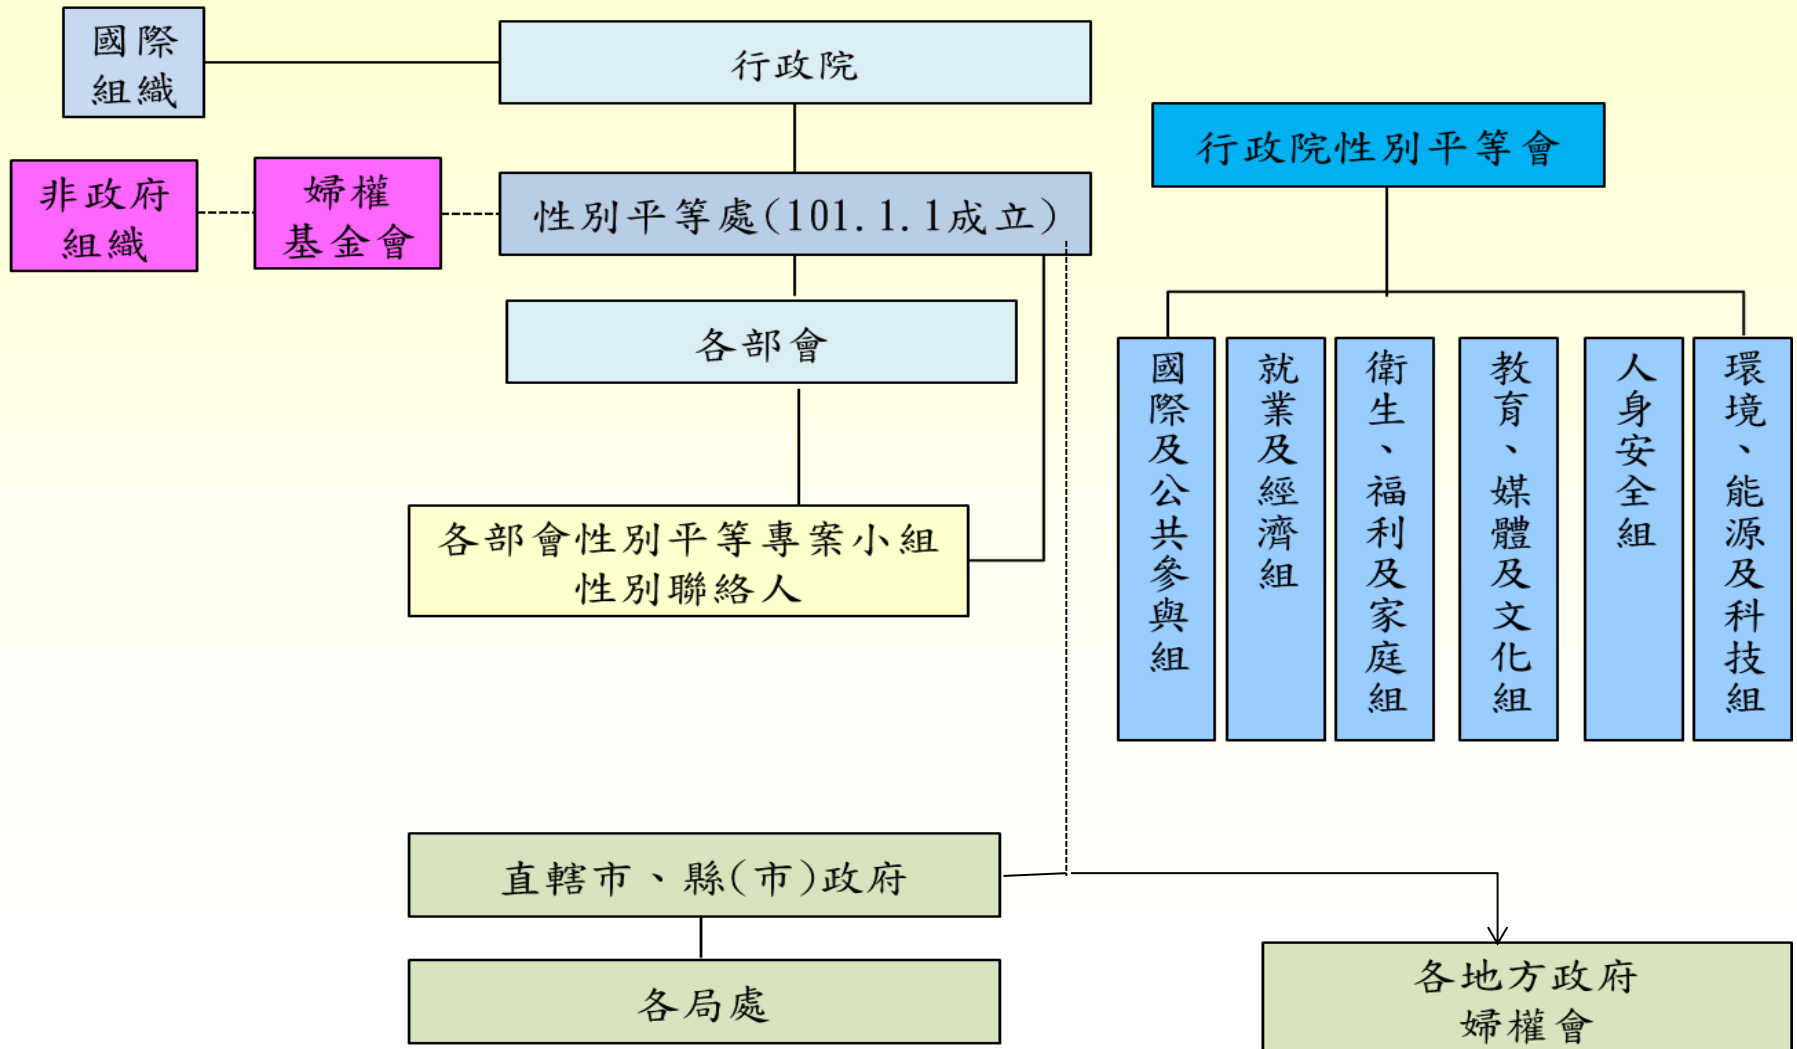 國際
組織
行政院
行政院性別平等會
非政府
組織
婦權
基金會
性別平等處(101.1.1成立)
各部會
國際及公共參與組
就業及經濟組
衛生、福利及家庭組
教育、媒體及文化組
人身安全組
環境、能源及科技組
各部會性別平等專案小組
性別聯絡人
直轄市、縣(市)政府
各局處
各地方政府
婦權會